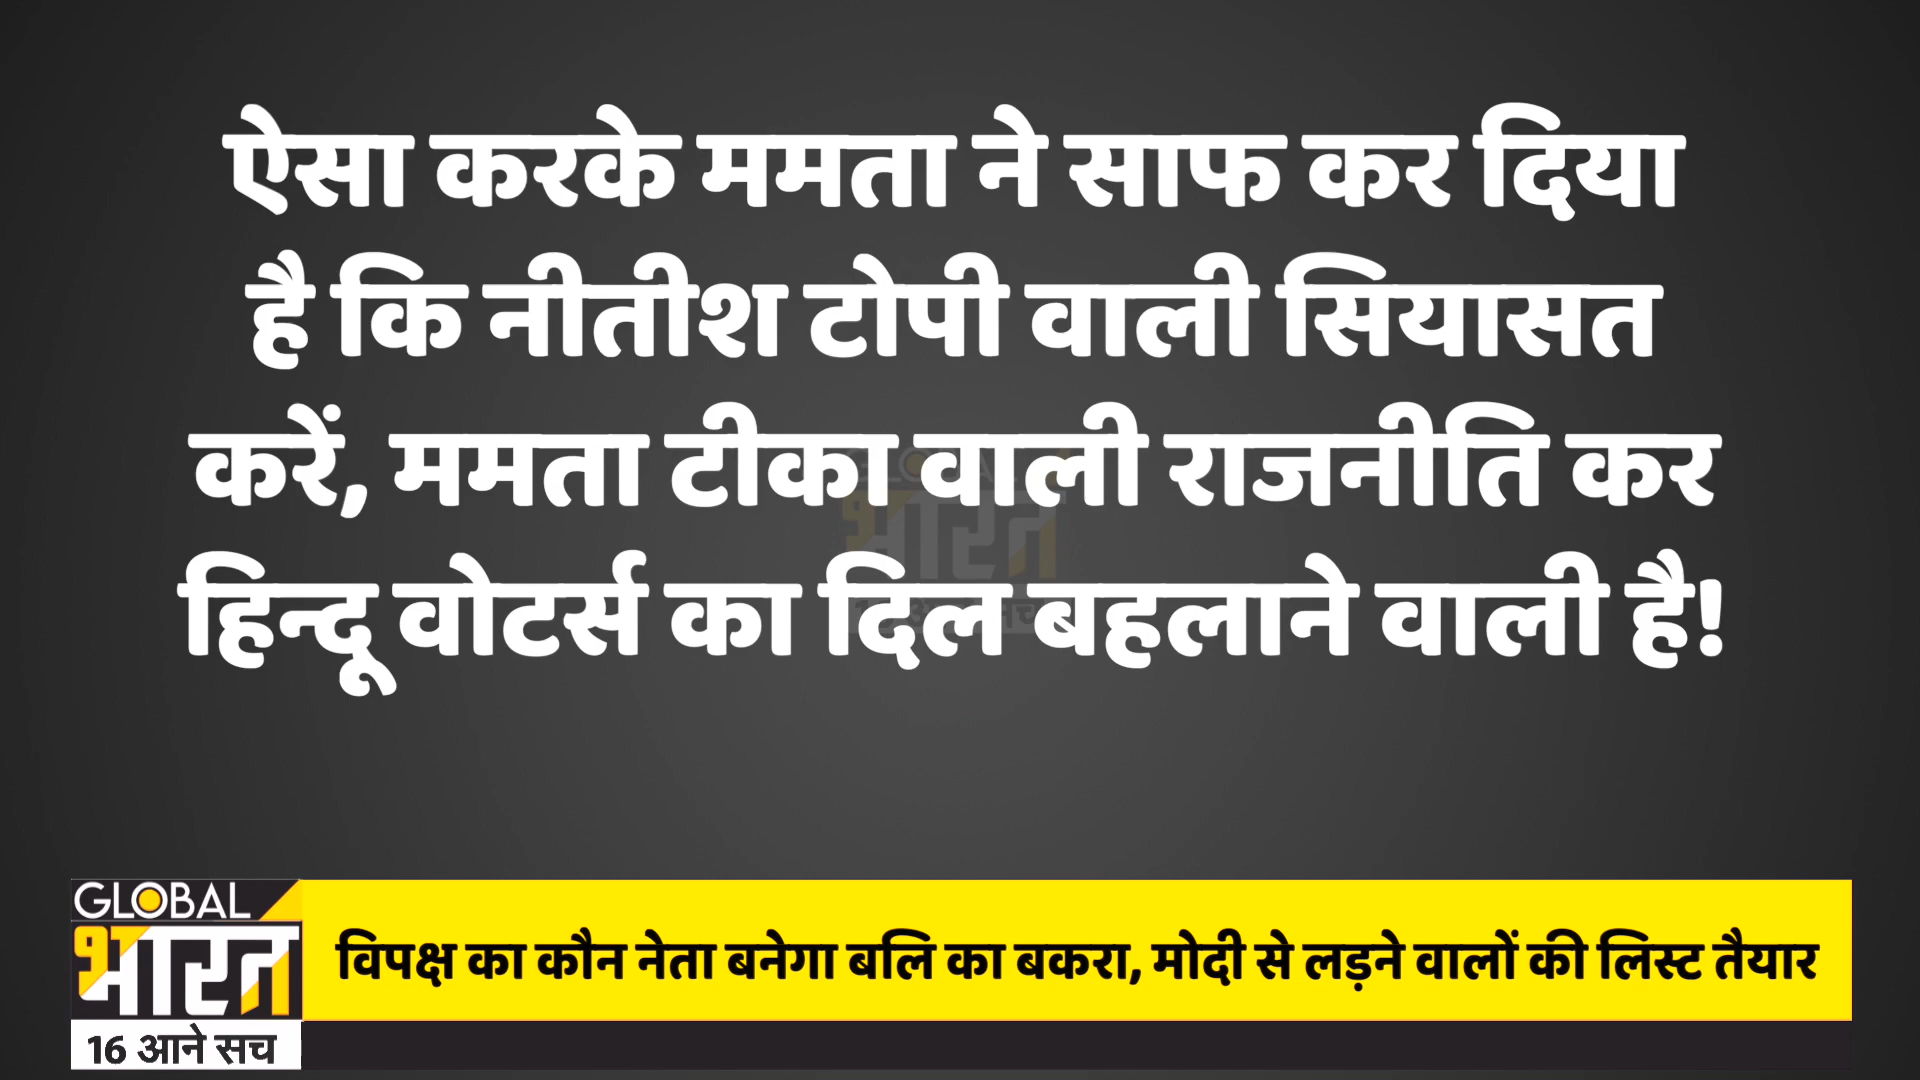 ऐसा करके ममता ने साफ कर दिया
है कि नीतीश टोपी वाली सियासत
करें, ममता टीका वाली राजनीति कर
हिन्दू वोटर्स का दिल बहलाने वाली है!
GLOBAL
भारत
16 आने सच
विपक्ष का कौन नेता बनेगा बलि का बकरा, मोदी से लड़ने वालों की लिस्ट तैयार